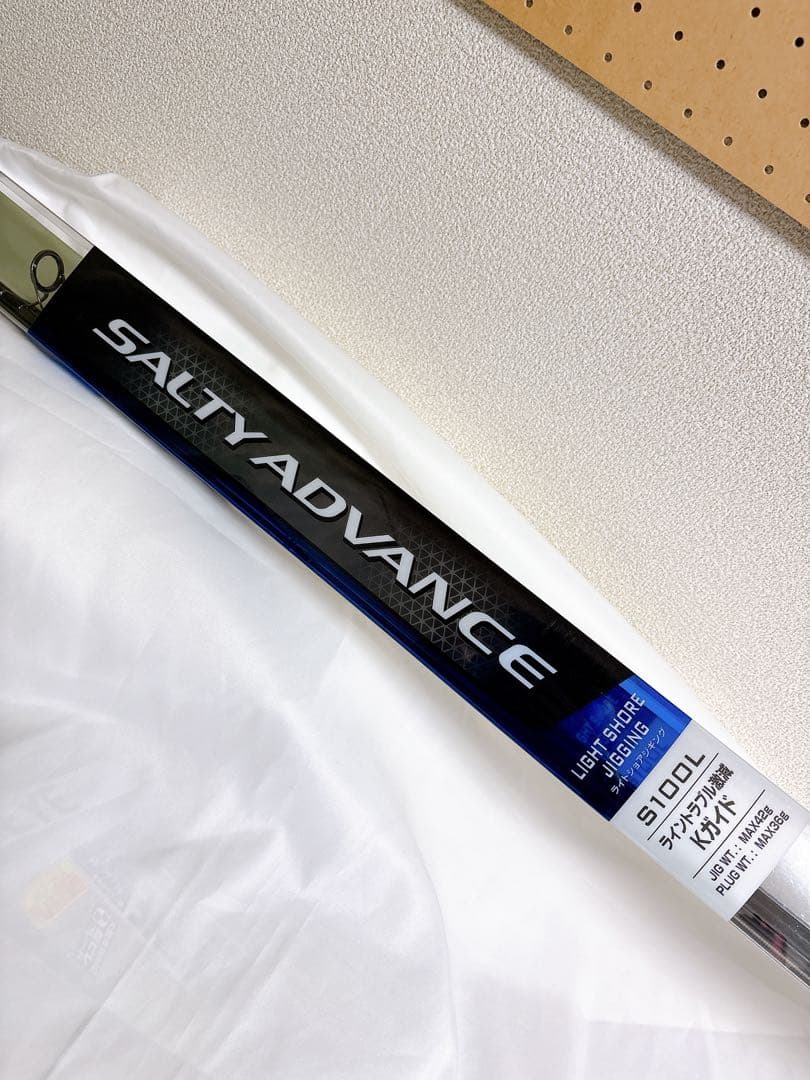 SALTY ADVANCE
LIGHT SHORE
JIGGING
ライトショアジギング
S100L
ライントラブル激減
Kガイド
JIG WT.: MAX42g
PLUG WT.: MAX36g